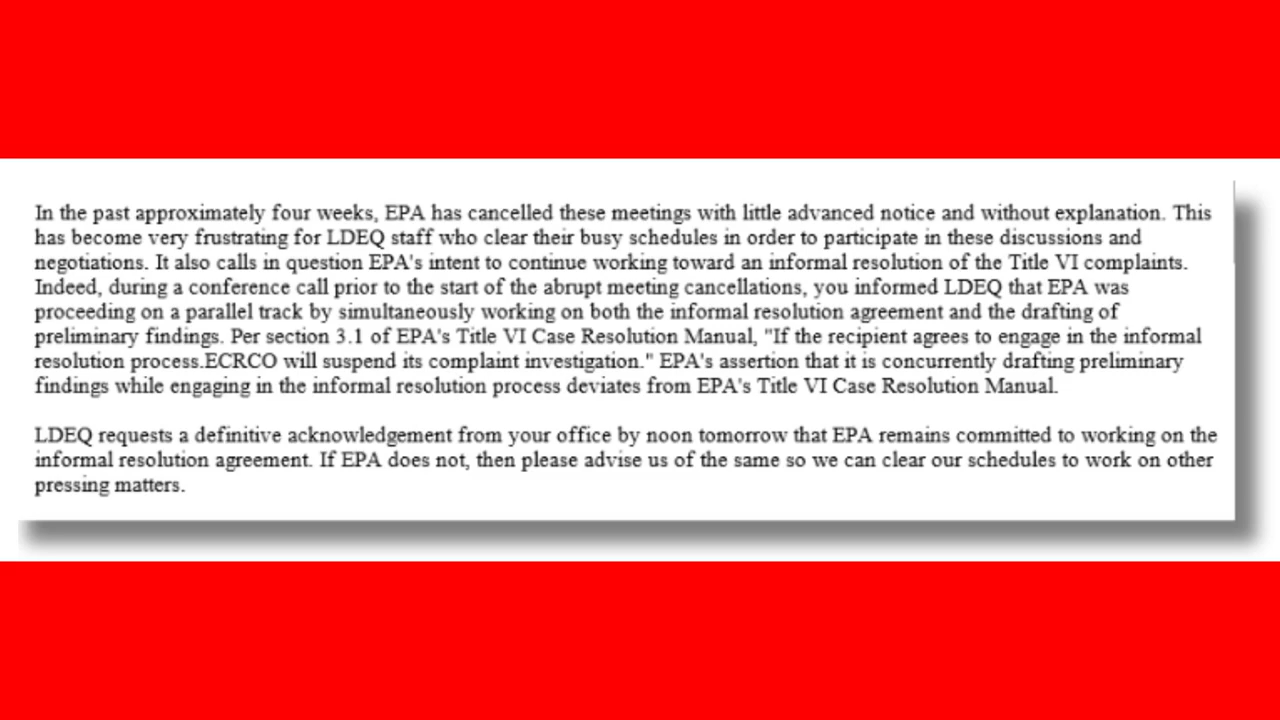 In the past approximately four weeks, EPA has cancelled these meetings with little advanced notice and without explanation. This
has become very frustrating for LDEQ staff who clear their busy schedules in order to participate in these discussions and
negotiations. It also calls in question EPA's intent to continue working toward an informal resolution of the Title VI complaints.
Indeed, during a conference call prior to the start of the abrupt meeting cancellations, you informed LDEQ that EPA was
proceeding on a parallel track by simultaneously working on both the informal resolution agreement and the drafting of
preliminary findings. Per section 3.1 of EPA's Title VI Case Resolution Manual, "If the recipient agrees to engage in the informal
resolution process.ECRCO will suspend its complaint investigation." EPA's assertion that it is concurrently drafting preliminary
findings while engaging in the informal resolution process deviates from EPA's Title VI Case Resolution Manual.
LDEQ requests a definitive acknowledgement from your office by noon tomorrow that EPA remains committed to working on the
informal resolution agreement. If EPA does not, then please advise us of the same so we can clear our schedules to work on other
pressing matters.